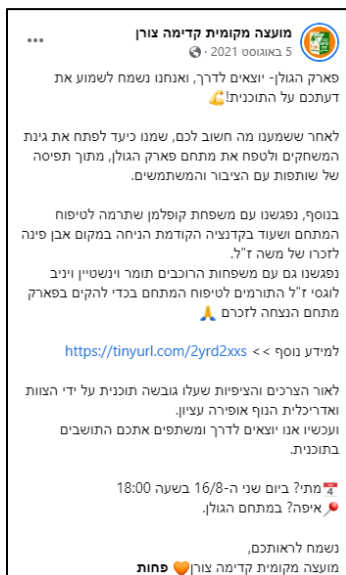 מועצה מקומית קדימה צורן
5 באוגוסט 2021 ·
פארק הגולן- יוצאים לדרך, ואנחנו נשמח לשמוע את
דעתכם על התוכנית!💪
לאחר ששמענו מה חשוב לכם, שמנו כיעד לפתח את גינת
המשחקים ולטפח את מתחם פארק הגולן, מתוך תפיסה
של שותפות עם הציבור והמשתמשים.
בנוסף, נפגשנו עם משפחת קופלמן שתרמה לטיפוח
המתחם ושעוד בקדנציה הקודמת הניחה במקום אבן פינה
לזכרו של משה ז"ל.
נפגשנו גם עם משפחות הרוכבים תומר וינשטיין ויניב
לוגסי ז"ל התורמים לטיפוח המתחם בכדי להקים בפארק
מתחם הנצחה לזכרם 🙏
למידע נוסף >> https://tinyurl.com/2yrd2xxs
לאור הצרכים והציפיות שעלו גובשה תוכנית על ידי הצוות
ואדריכלית הנוף אופירה עציון.
ועכשיו אנו יוצאים לדרך ומשתפים אתכם התושבים
בתוכנית.
📅מתי? ביום שני ה-16/8 בשעה 18:00
📍איפה? במתחם הגולן.
נשמח לראותכם,
מועצה מקומית קדימה צורן🧡 פחות